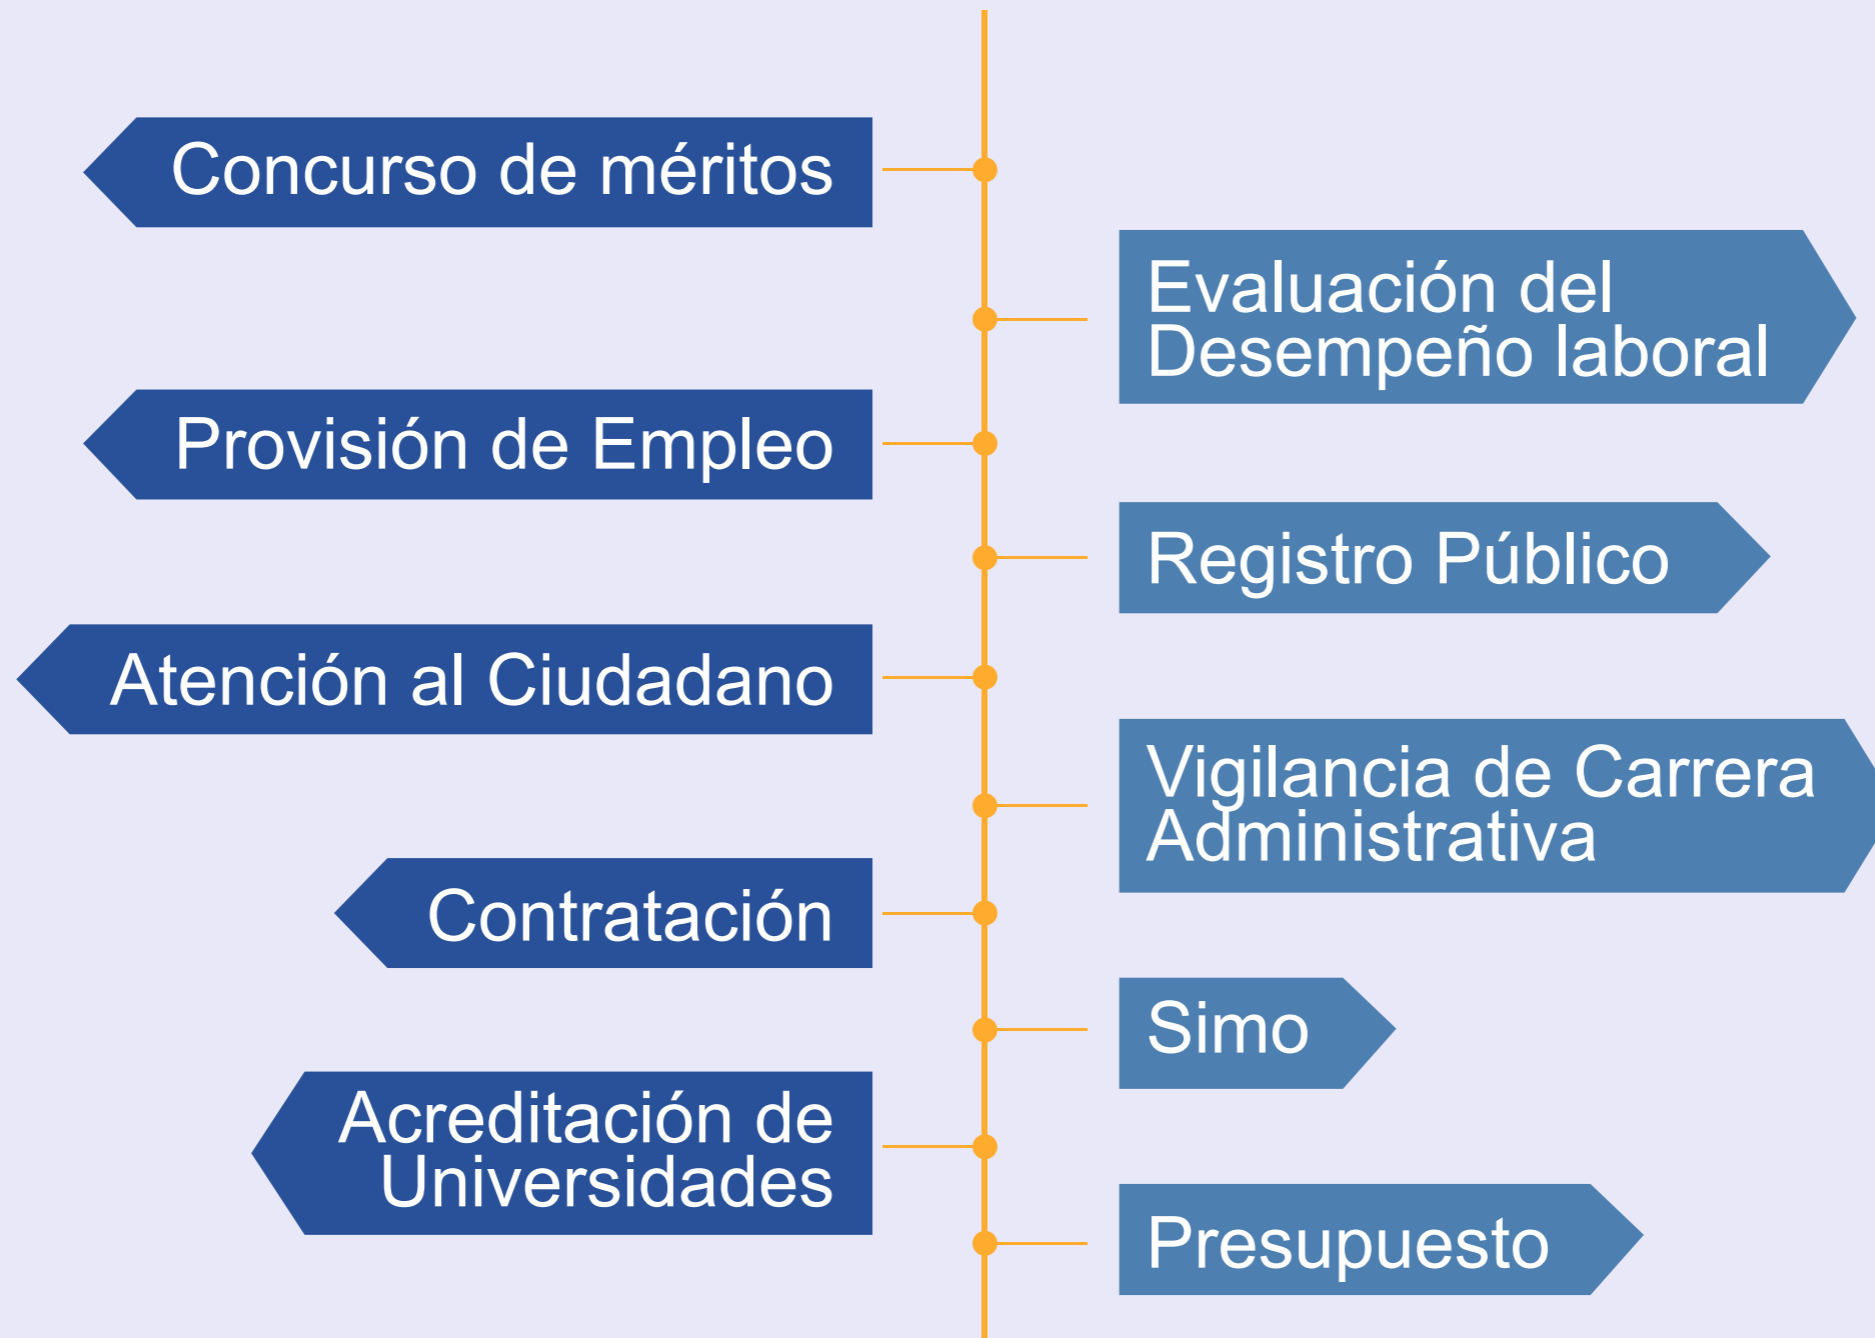 Concurso de méritos
Evaluación del
Desempeño laboral
Provisión de Empleo
Registro Público
Atención al Ciudadano
Vigilancia de Carrera
Administrativa
Contratación
Simo
Acreditación de
Universidades
Presupuesto